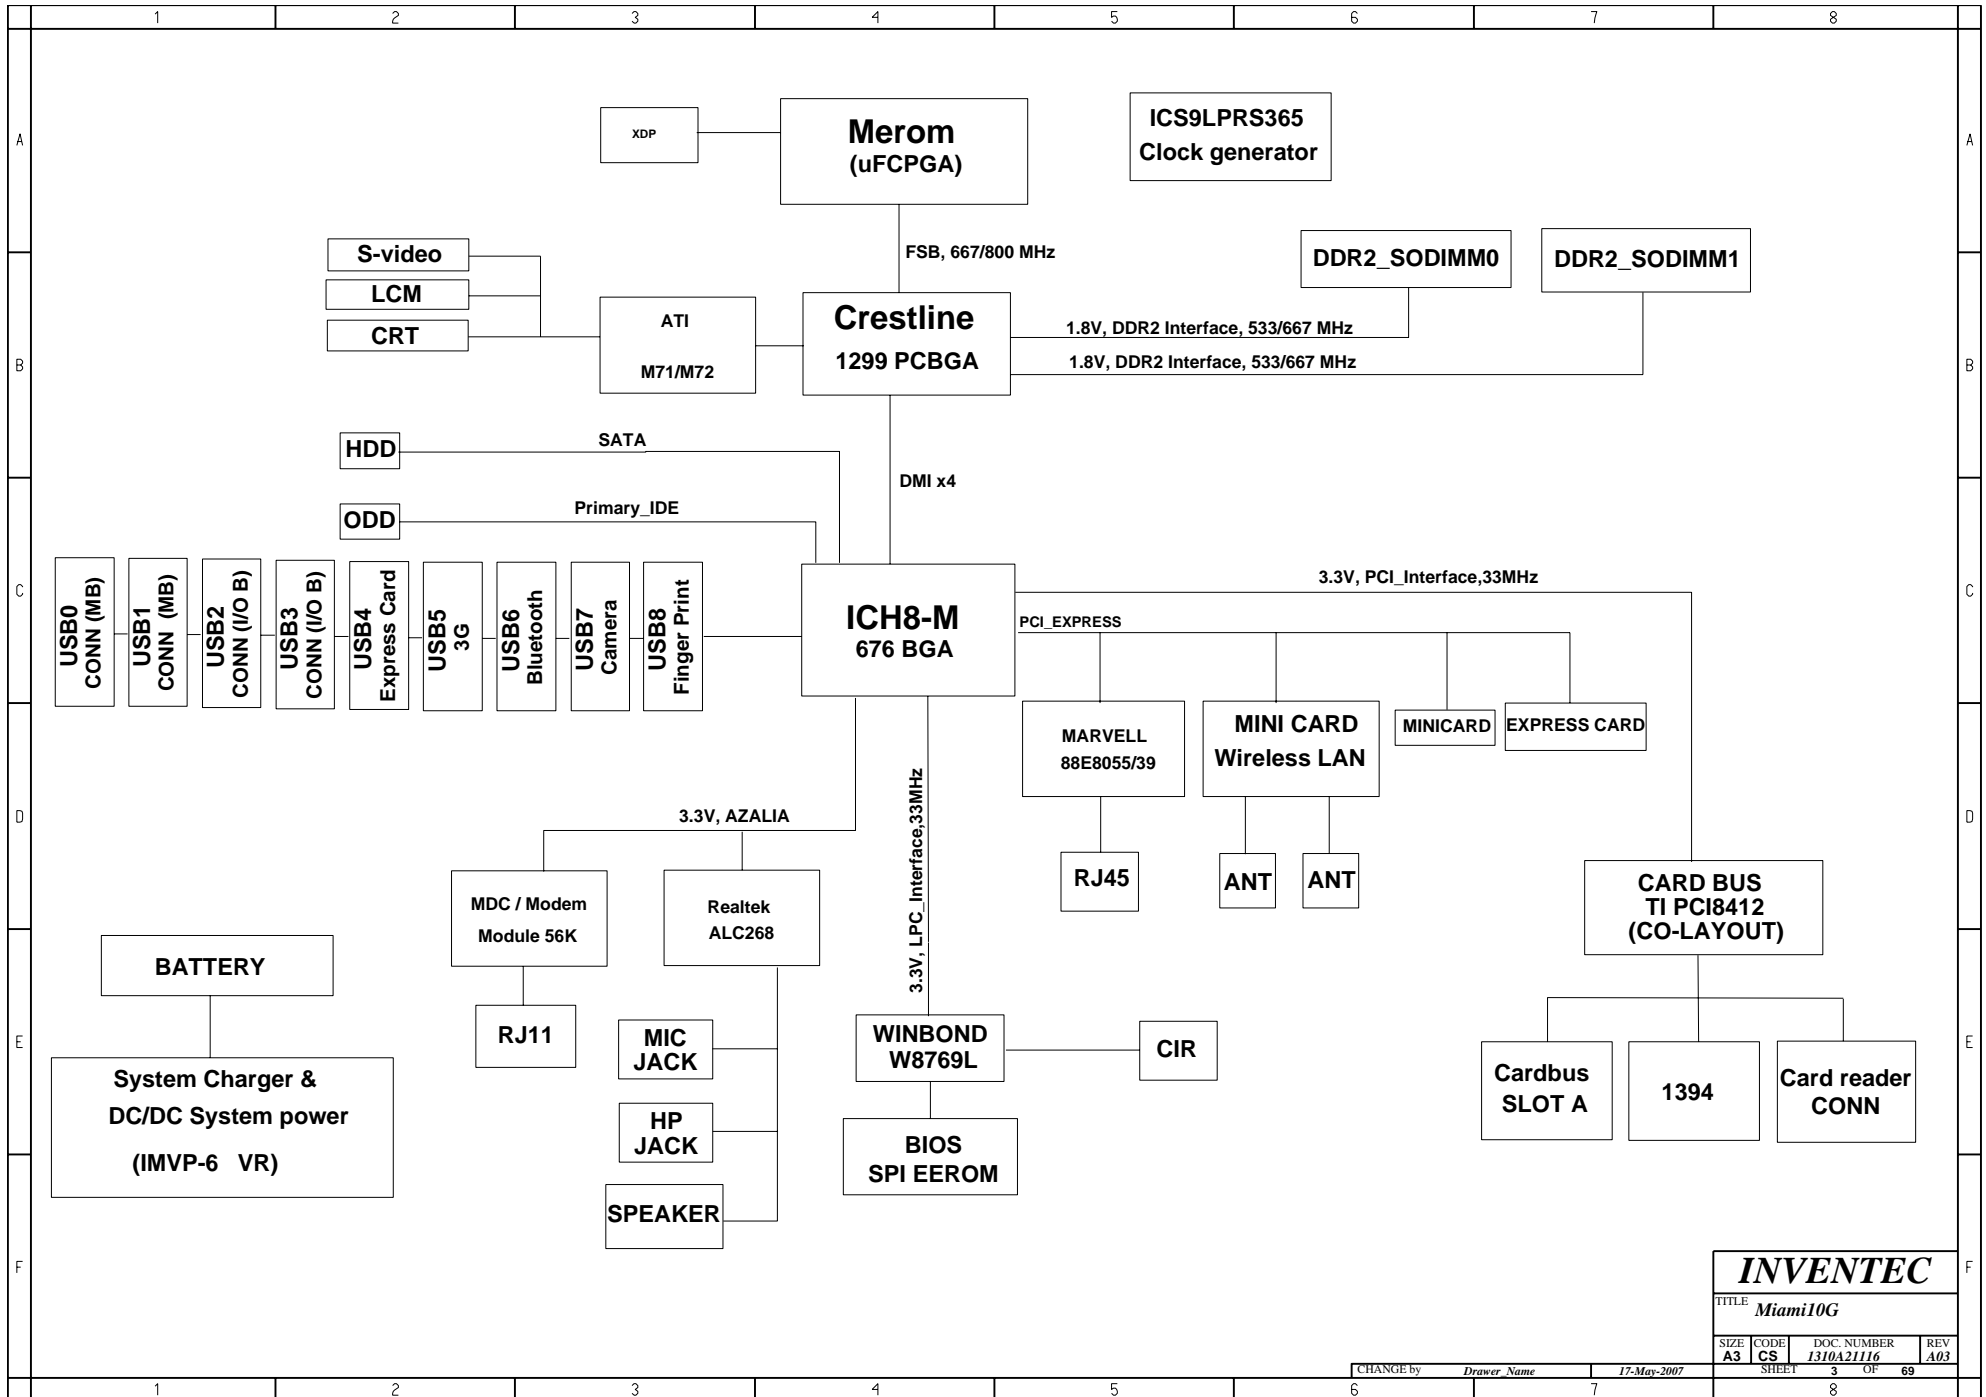 1 2 3 4 5 6 7 8
A
A
B
B
C
C
D
D
E
E
F
F
XDP
Merom
(uFCPGA)
ICS9LPRS365
Clock generator
FSB, 667/800 MHz
S-video
LCM
CRT
ATI
M71/M72
Crestline
1299 PCBGA
DDR2_SODIMM0
DDR2_SODIMM1
1.8V, DDR2 Interface, 533/667 MHz
1.8V, DDR2 Interface, 533/667 MHz
HDD
SATA
DMI x4
ODD
Primary_IDE
USB0
CONN (MB)
USB1
CONN (MB)
USB2
CONN (I/O B)
USB3
CONN (I/O B)
USB4
Express Card
USB5
3G
USB6
Bluetooth
USB7
Camera
USB8
Finger Print
ICH8-M
676 BGA
3.3V, PCI_Interface,33MHz
PCI_EXPRESS
MARVELL
88E8055/39
MINI CARD
Wireless LAN
MINICARD
EXPRESS CARD
3.3V, AZALIA
3.3V, LPC_Interface,33MHz
RJ45
ANT
ANT
CARD BUS
TI PCI8412
(CO-LAYOUT)
MDC / Modem
Module 56K
Realtek
ALC268
BATTERY
System Charger &
DC/DC System power
(IMVP-6 VR)
RJ11
MIC
JACK
HP
JACK
SPEAKER
WINBOND
W8769L
CIR
BIOS
SPI EEROM
Cardbus
SLOT A
1394
Card reader
CONN
INVENTEC
TITLE
Miami10G
SIZE CODE DOC. NUMBER REV
A3 CS 1310A21116 A03
CHANGE by Drawer_Name 17-May-2007 SHEET 3 OF 69
1 2 3 4 5 6 7 8